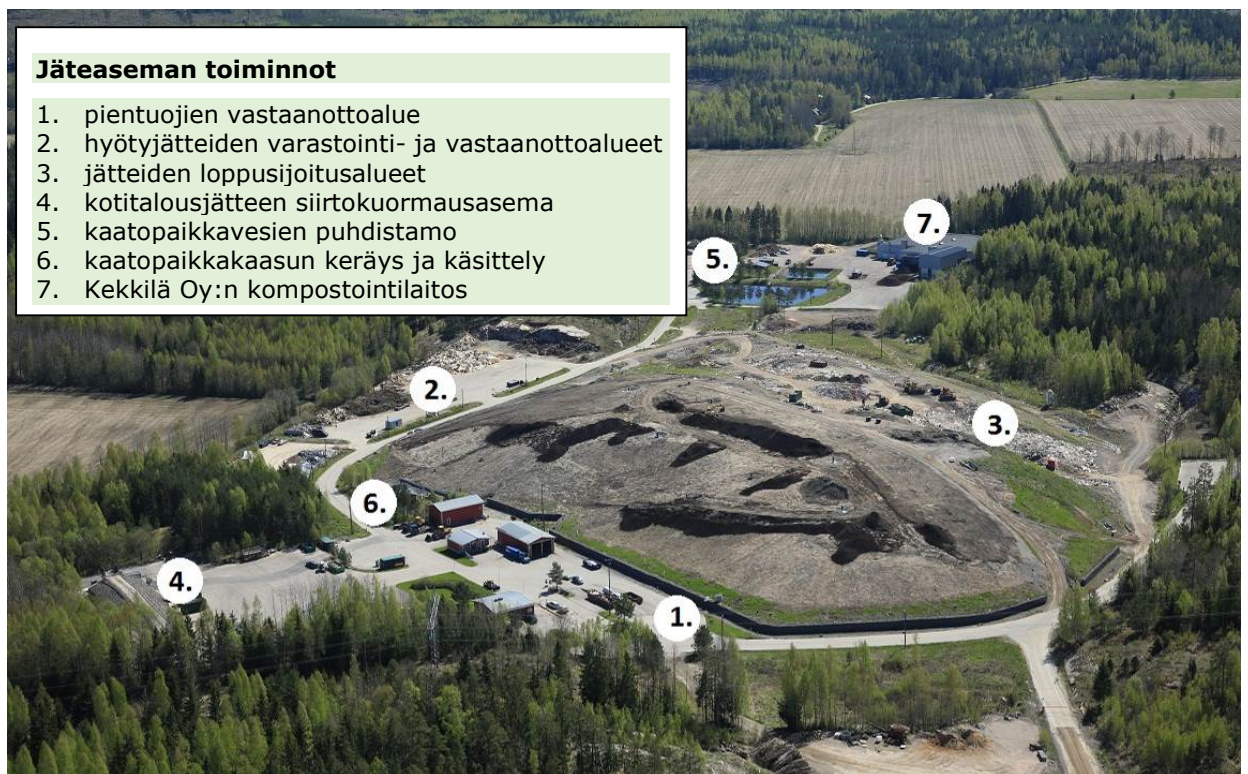 Jäteaseman toiminnot
1. pientuojien vastaanottoalue
2. hyötyjätteiden varastointi- ja vastaanottoalueet
3. jätteiden loppusijoitusalueet
4. kotitalousjätteen siirtokuormausasema
5. kaatopaikkavesien puhdistamo
6. kaatopaikkakaasun keräys ja käsittely
7. Kekkilä Oy:n kompostointilaitos
7.
5.
2.
3.
6.
4.
1.